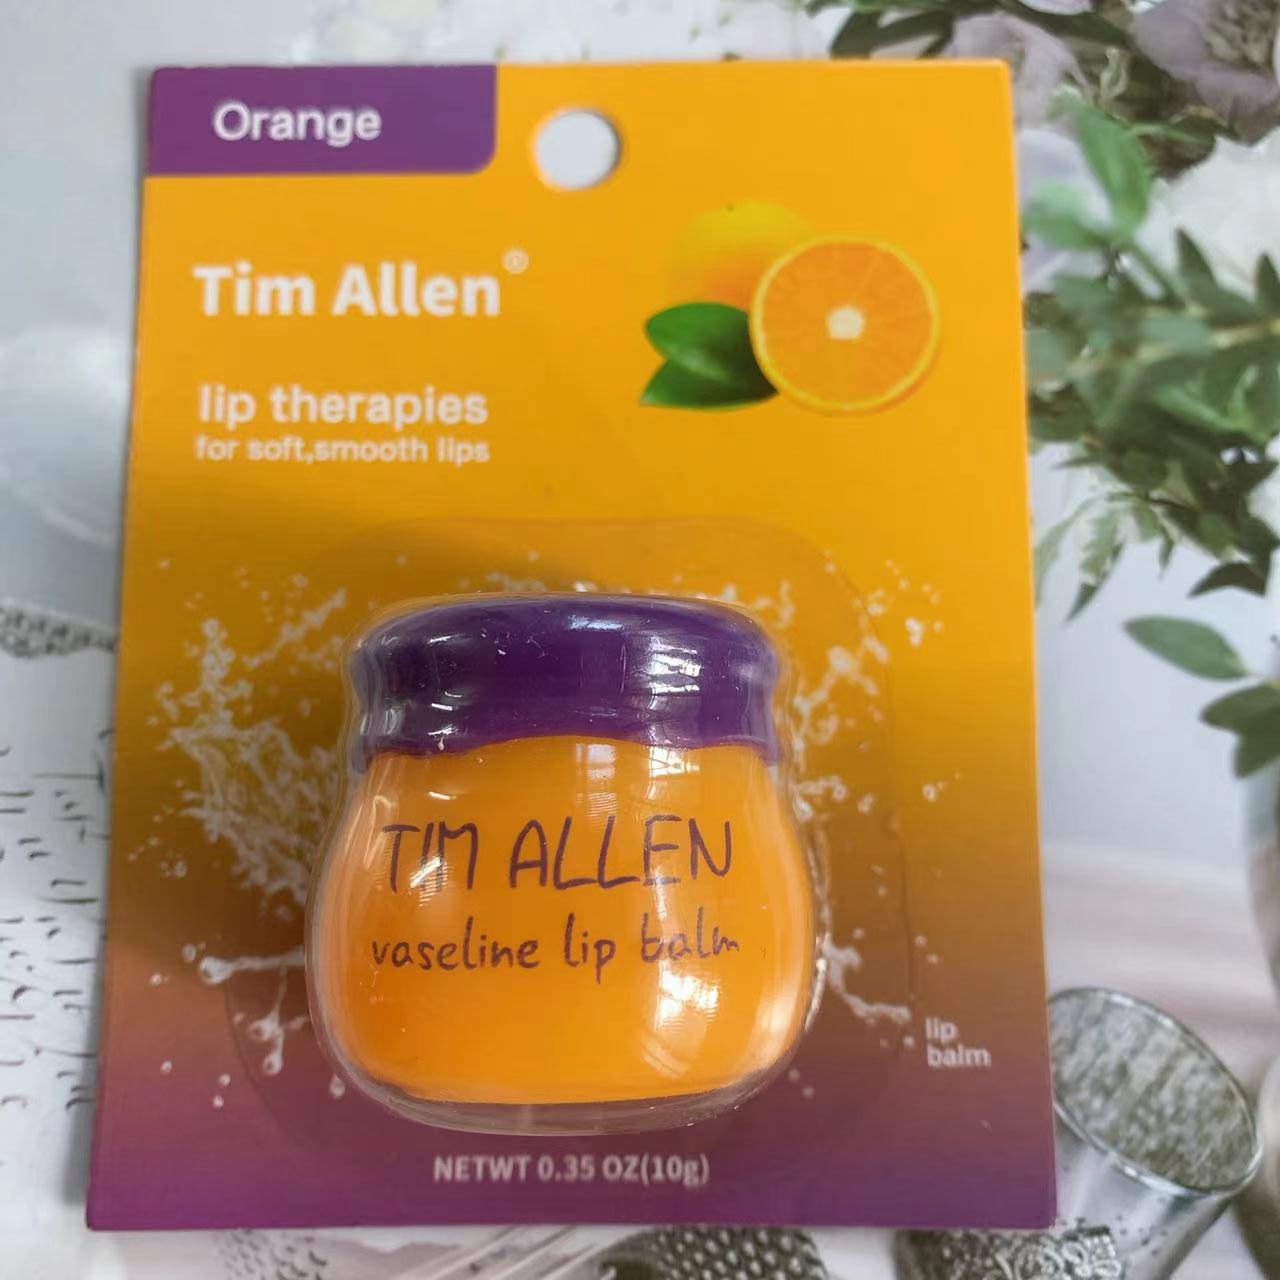 Orange
Tim Allen®
lip therapies
for soft,smooth lips
TIM ALLEN
vaseline lip balm
lip
balm
NETWT 0.35 OZ(10g)